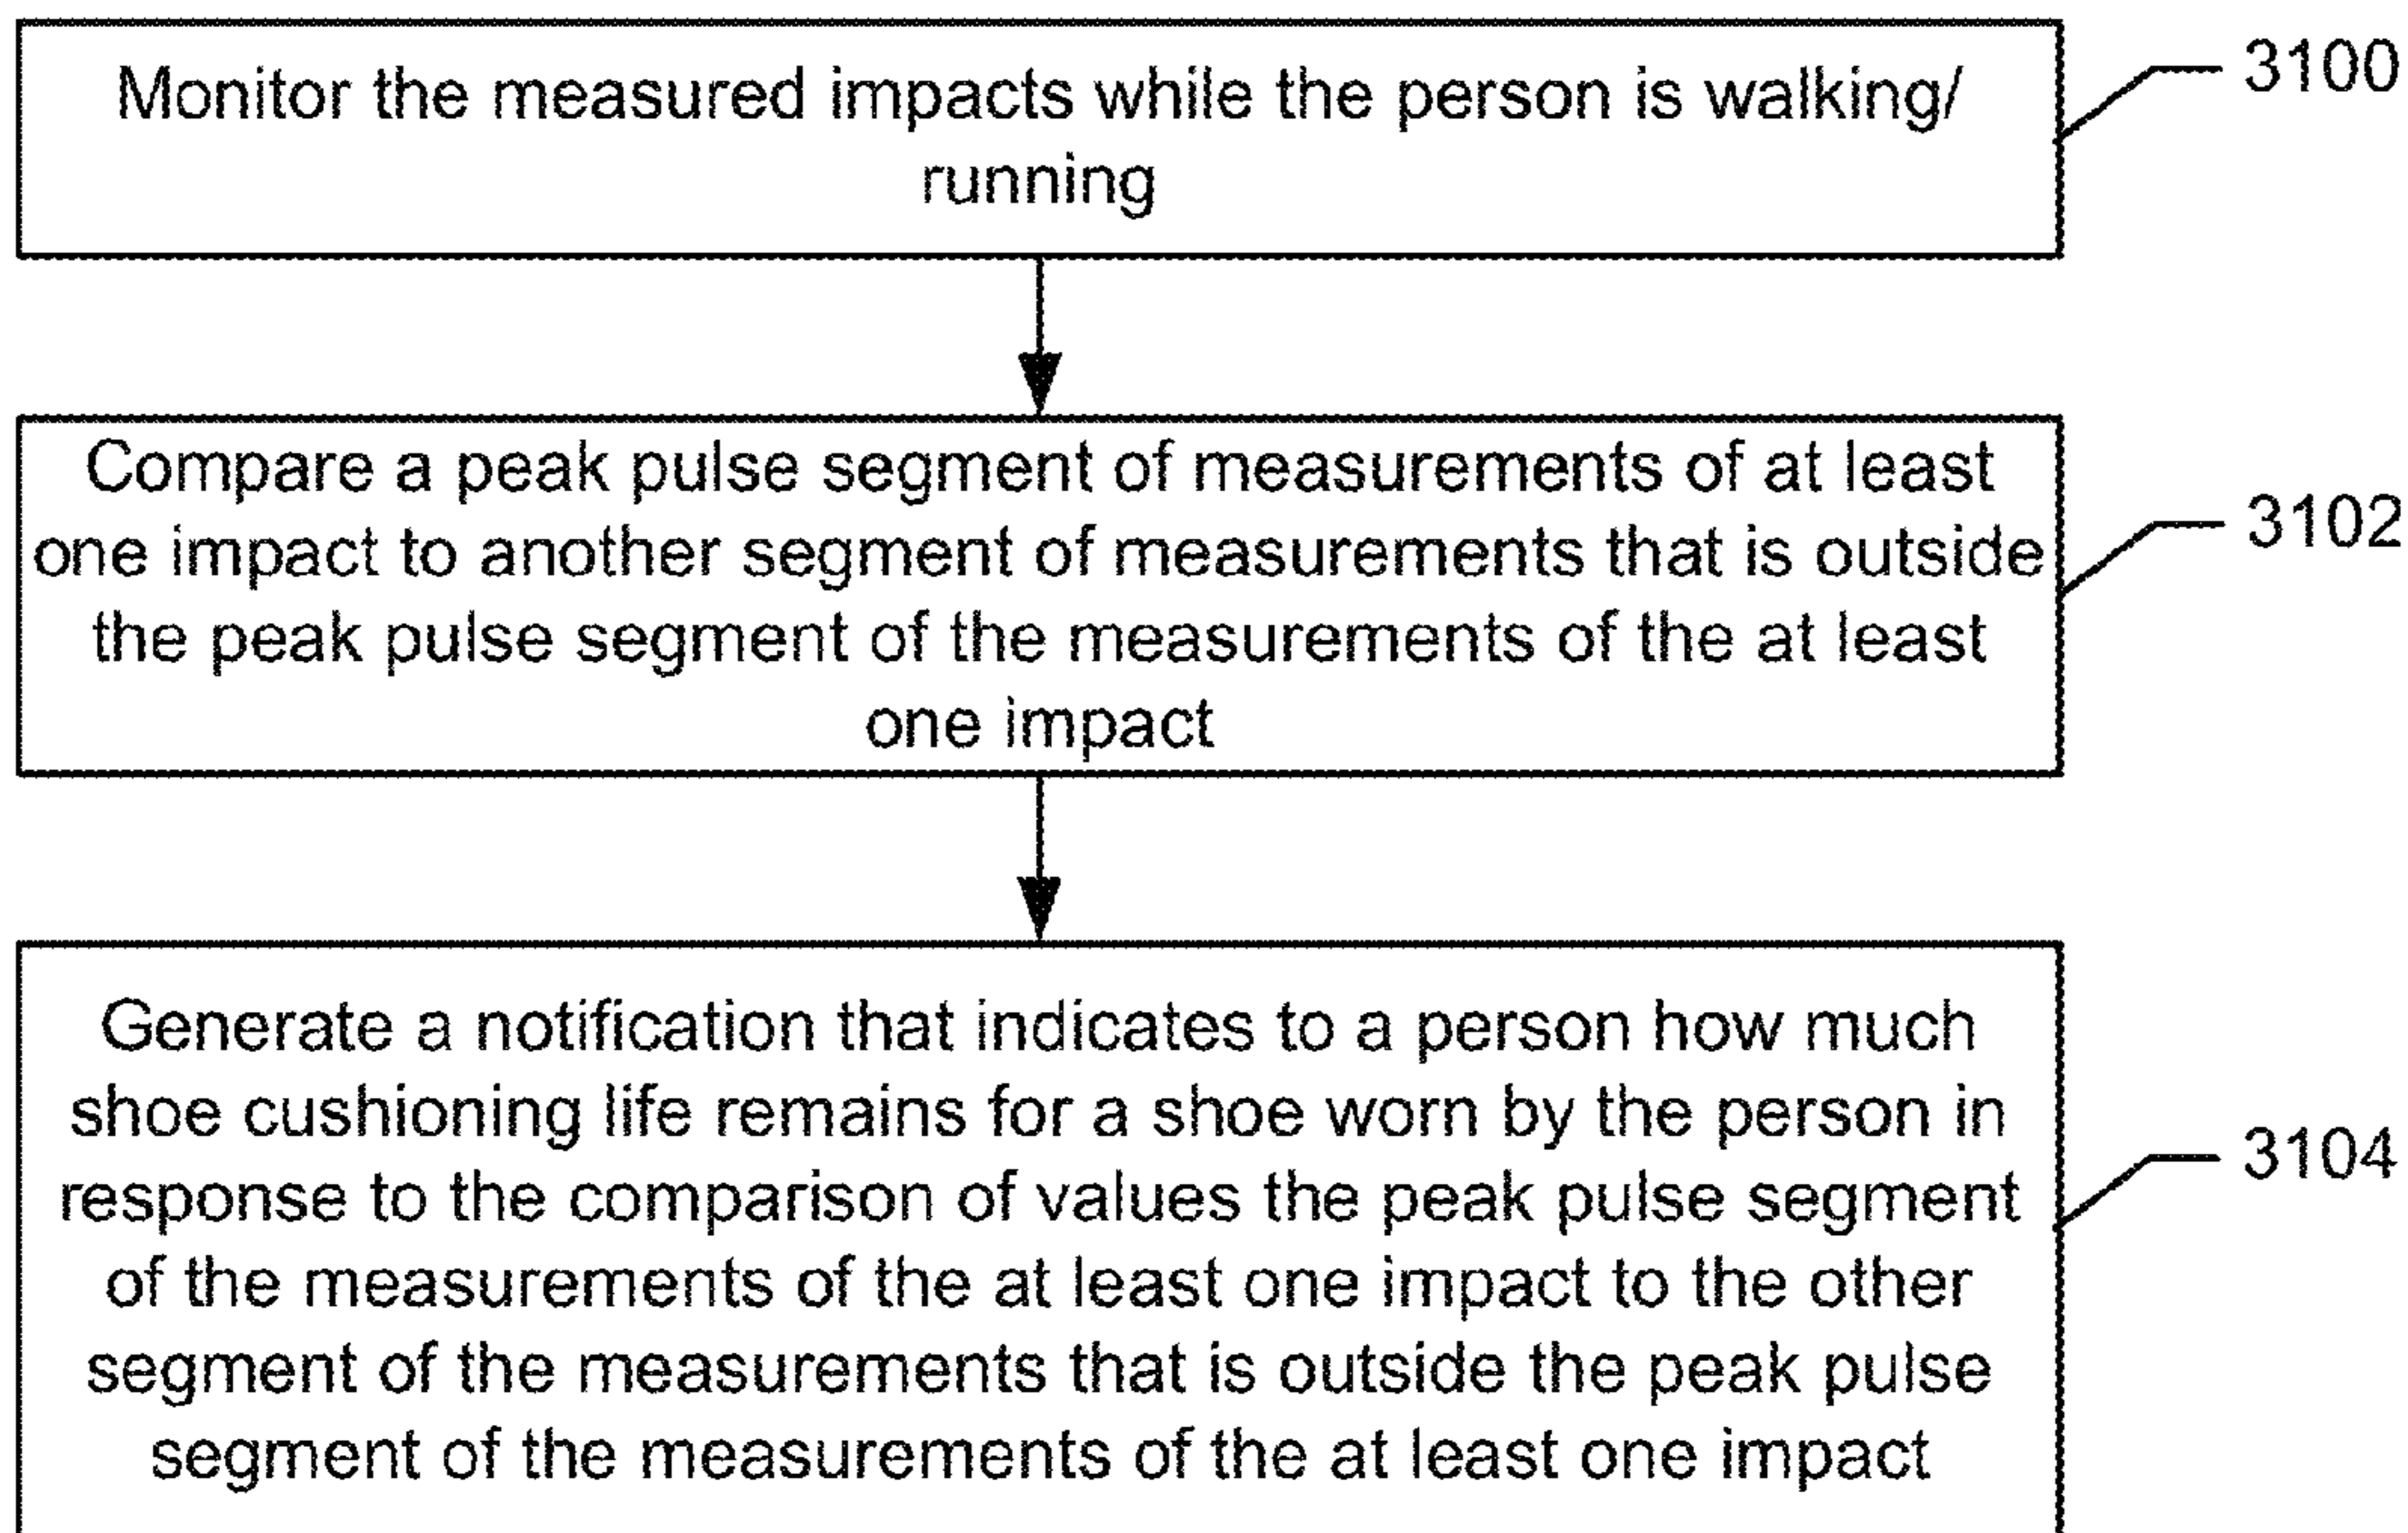 Monitor the measured impacts while the person is walking/
running
3100
Compare a peak pulse segment of measurements of at least
one impact to another segment of measurements that is outside
the peak pulse segment of the measurements of the at least
one impact
3102
Generate a notification that indicates to a person how much
shoe cushioning life remains for a shoe worn by the person in
response to the comparison of values the peak pulse segment
of the measurements of the at least one impact to the other
segment of the measurements that is outside the peak pulse
segment of the measurements of the at least one impact
3104